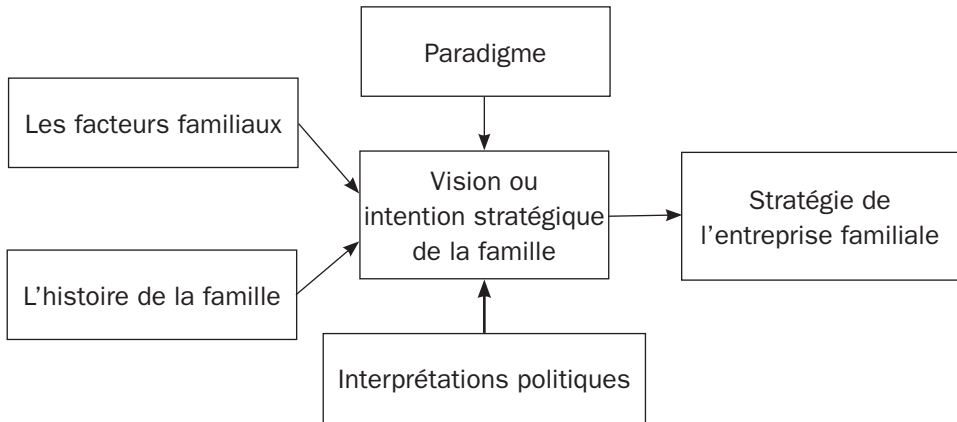 Paradigme
Les facteurs familiaux
Vision ou
intention stratégique
de la famille
Stratégie de
l'entreprise familiale
L'histoire de la famille
Interprétations politiques